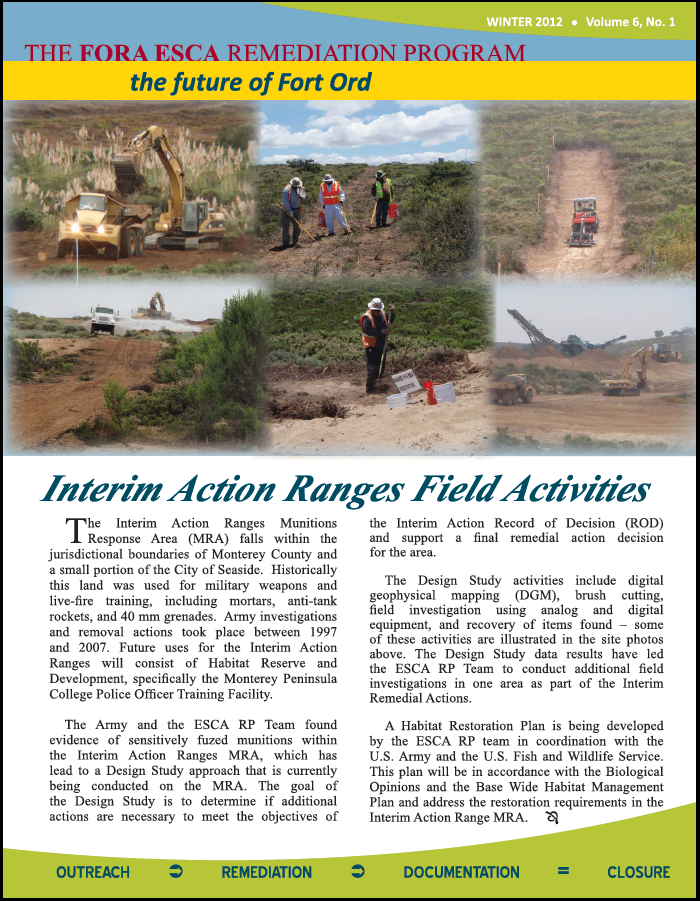 WINTER 2012 • Volume 6, No. 1
THE FORA ESCA REMEDIATION PROGRAM
the future of Fort Ord
Interim Action Ranges Field Activities
The Interim Action Ranges Munitions
Response Area (MRA) falls within the
jurisdictional boundaries of Monterey County and
a small portion of the City of Seaside. Historically
this land was used for military weapons and
live-fire training, including mortars, anti-tank
rockets, and 40 mm grenades. Army investigations
and removal actions took place between 1997
and 2007. Future uses for the Interim Action
Ranges will consist of Habitat Reserve and
Development, specifically the Monterey Peninsula
College Police Officer Training Facility.
The Army and the ESCA RP Team found
evidence of sensitively fuzed munitions within
the Interim Action Ranges MRA, which has
lead to a Design Study approach that is currently
being conducted on the MRA. The goal of
the Design Study is to determine if additional
actions are necessary to meet the objectives of
the Interim Action Record of Decision (ROD)
and support a final remedial action decision
for the area.
The Design Study activities include digital
geophysical mapping (DGM), brush cutting,
field investigation using analog and digital
equipment, and recovery of items found – some
of these activities are illustrated in the site photos
above. The Design Study data results have led
the ESCA RP Team to conduct additional field
investigations in one area as part of the Interim
Remedial Actions.
A Habitat Restoration Plan is being developed
by the ESCA RP team in coordination with the
U.S. Army and the U.S. Fish and Wildlife Service.
This plan will be in accordance with the Biological
Opinions and the Base Wide Habitat Management
Plan and address the restoration requirements in the
Interim Action Range MRA.
OUTREACH ➲ REMEDIATION ➲ DOCUMENTATION = CLOSURE